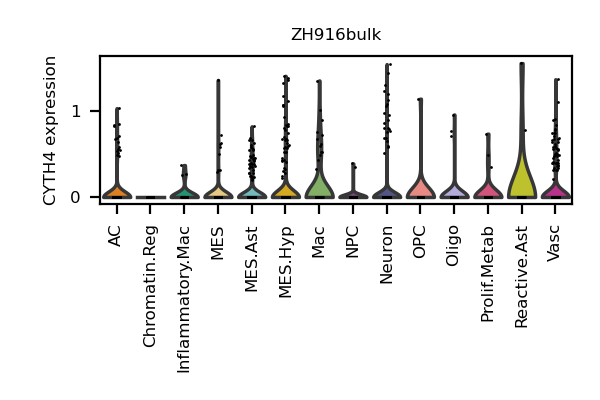 ZH916bulk
CYTH4 expression
1
0
AC
Chromatin.Reg
Inflammatory.Mac
MES
MES.Ast
MES.Hyp
Mac
NPC
Neuron
OPC
Oligo
Prolif.Metab
Reactive.Ast
Vasc